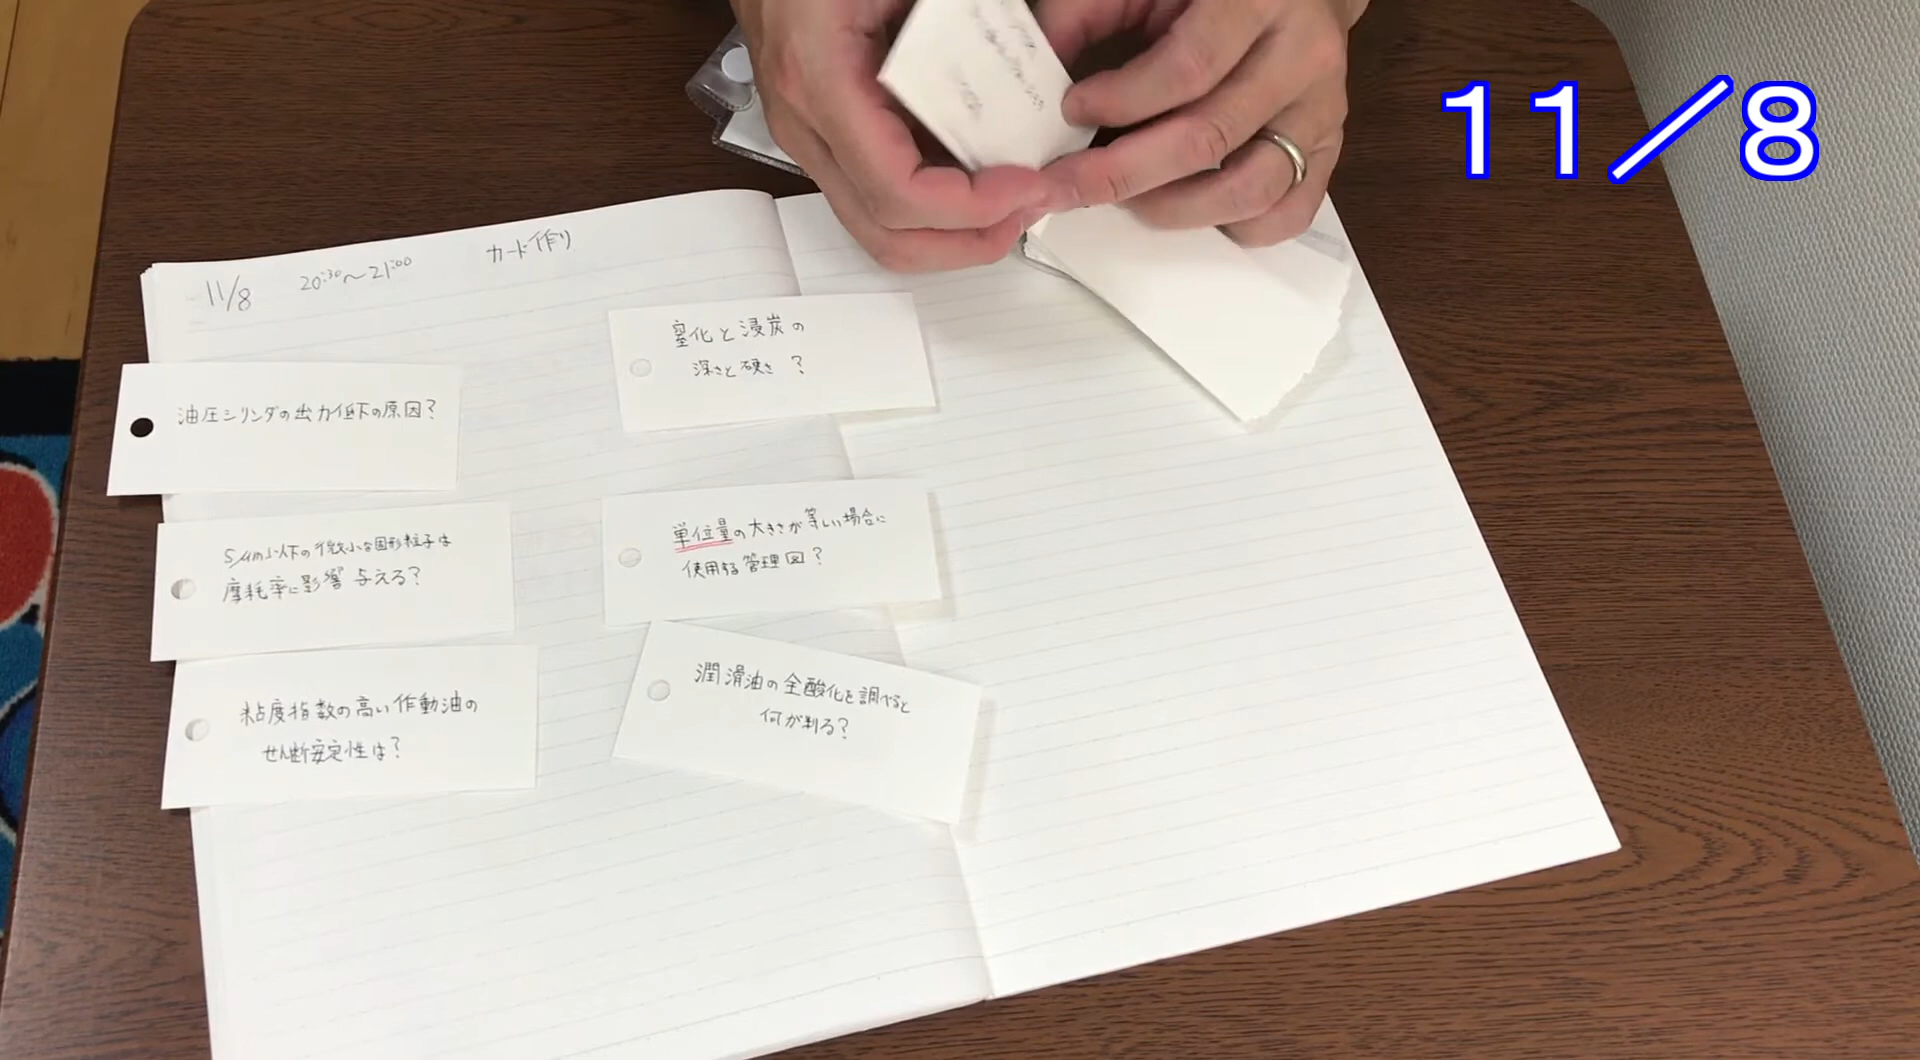 11／8
11/8 20:30〜21:00 カード作り
油圧シリンダの出力低下の原因?
5μm以下の微小な固形粒子は
摩耗率に影響与える?
粘度指数の高い作動油の
せん断安定性は?
窒化と浸炭の
深さと硬さ?
単位量の大きさが等しい場合に
使用する管理図?
潤滑油の全酸化を調べると
何が判る?